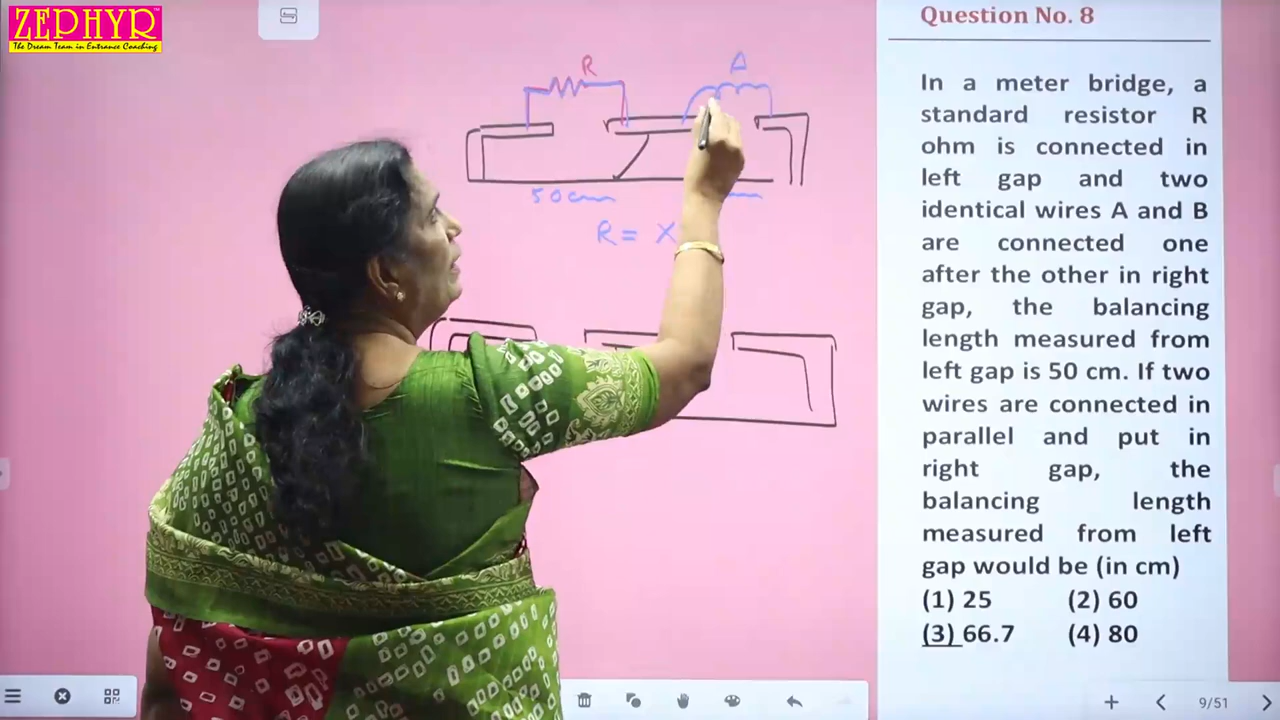 ZEPHYR™
The Dream Team in Entrance Coaching
Question No. 8
In a meter bridge, a
standard resistor R
ohm is connected in
left gap and two
identical wires A and B
are connected one
after the other in right
gap, the balancing
length measured from
left gap is 50 cm. If two
wires are connected in
parallel and put in
right gap, the
balancing length
measured from left
gap would be (in cm)
(1) 25 (2) 60
(3) 66.7 (4) 80
R
A
50cm
R = X
9/51